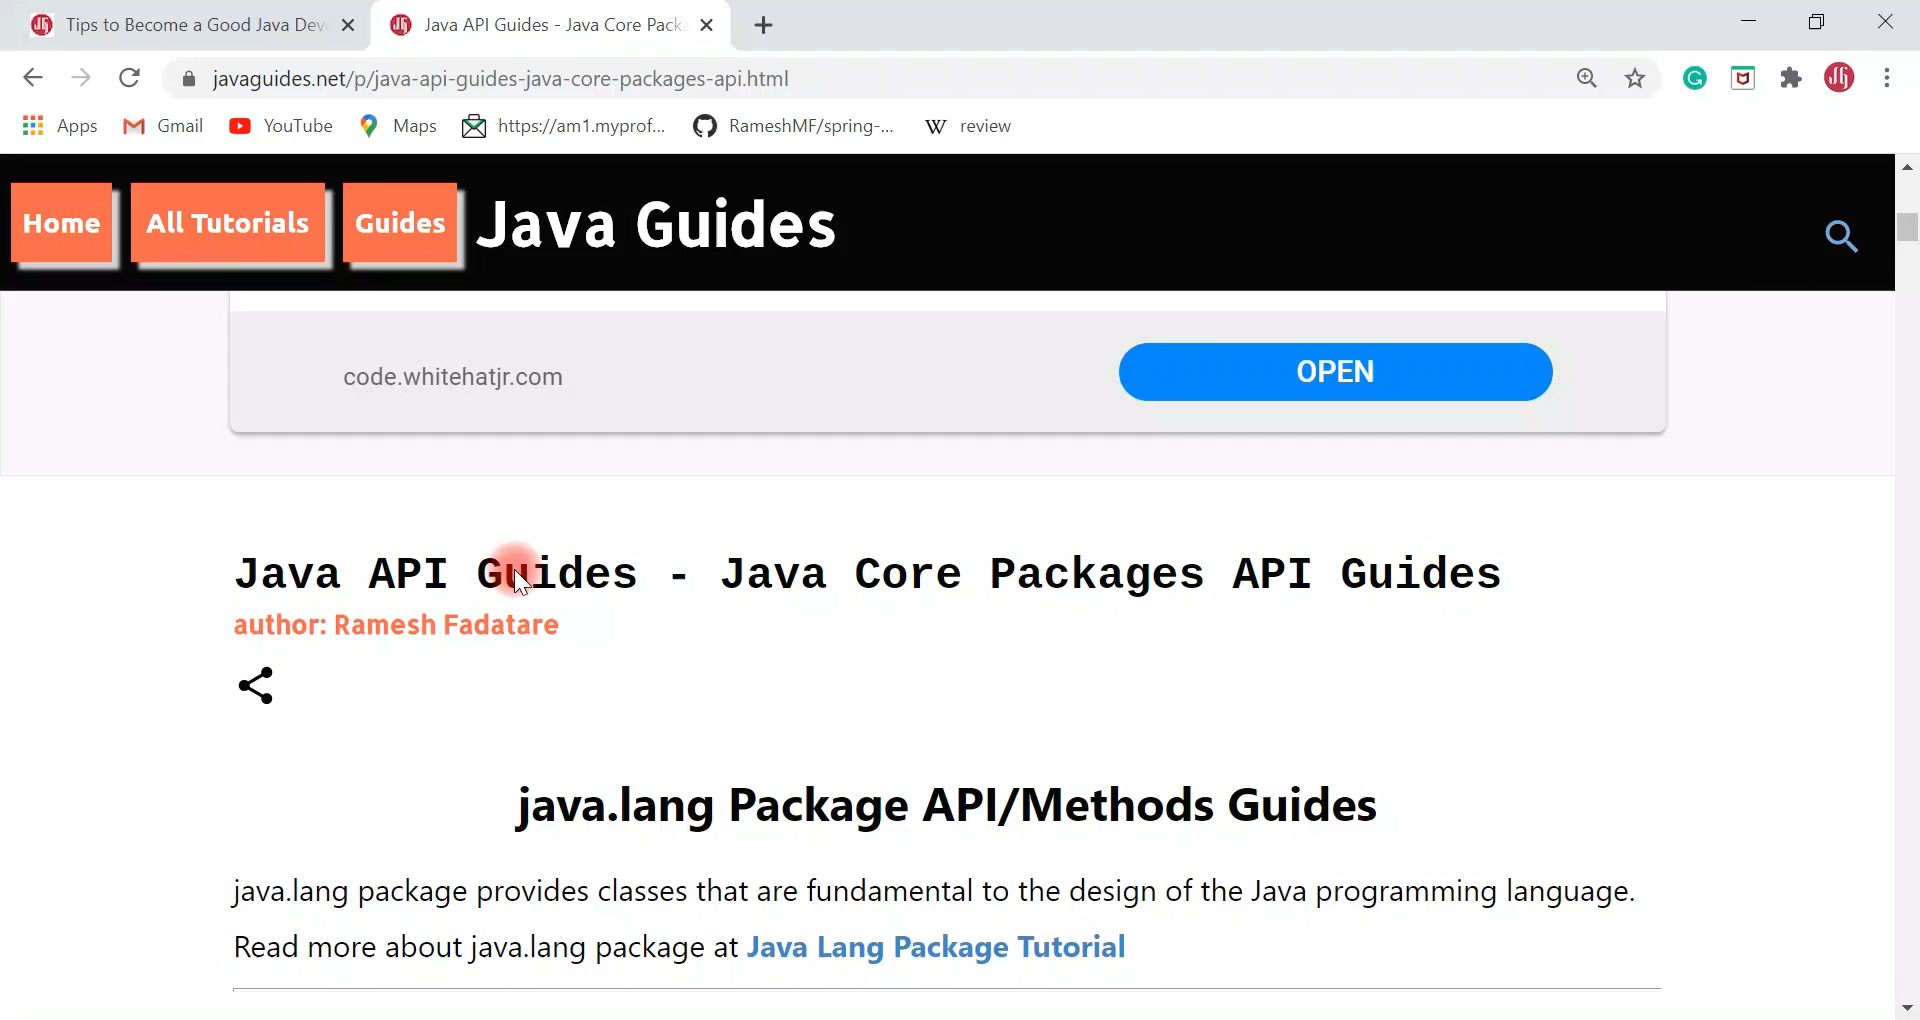 Tips to Become a Good Java Dev
Java API Guides - Java Core Packa
javaguides.net/p/java-api-guides-java-core-packages-api.html
Apps Gmail YouTube Maps https://am1.myprof... RameshMF/spring-... W review
Home All Tutorials Guides Java Guides
code.whitehatjr.com OPEN
Java API Guides - Java Core Packages API Guides
author: Ramesh Fadatare
java.lang Package API/Methods Guides
java.lang package provides classes that are fundamental to the design of the Java programming language.
Read more about java.lang package at Java Lang Package Tutorial